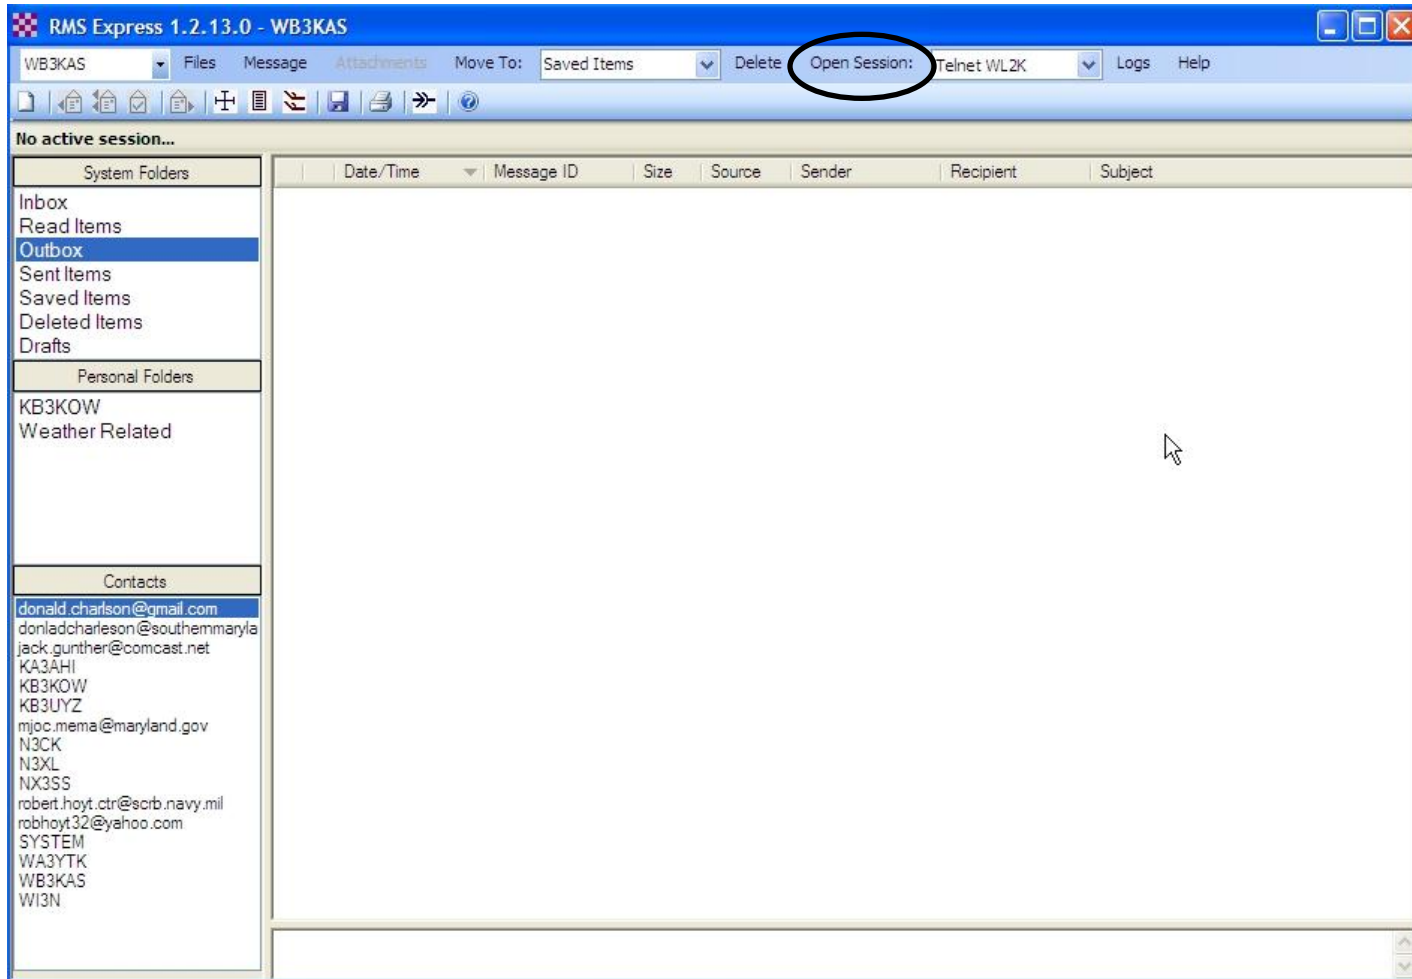 RMS Express 1.2.13.0 - WB3KAS
WB3KAS Files Message Attachments Move To: Saved Items Delete Open Session: Telnet WL2K Logs Help
No active session...
System Folders
Date/Time Message ID Size Source Sender Recipient Subject
Inbox
Read Items
Outbox
Sent Items
Saved Items
Deleted Items
Drafts
Personal Folders
KB3KOW
Weather Related
Contacts
donald.charlson@gmail.com
donladcharleson@southernmaryla
jack.gunther@comcast.net
KA3AHI
KB3KOW
KB3UYZ
mjoc.mema@maryland.gov
N3CK
N3XL
NX3SS
robert.hoyt.ctr@scrb.navy.mil
robhoyt32@yahoo.com
SYSTEM
WA3YTK
WB3KAS
WI3N